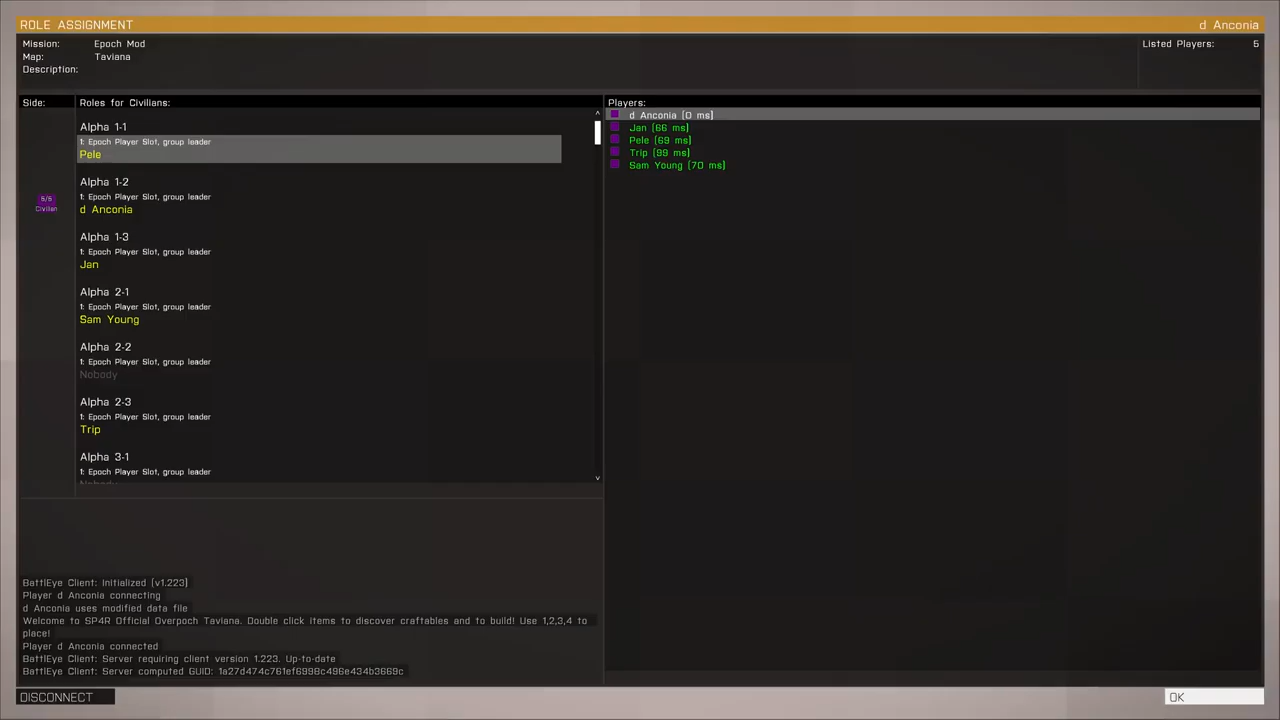 ROLE ASSIGNMENT
d Anconia
Mission: Epoch Mod
Listed Players: 5
Map: Taviana
Description:
Side:
Roles for Civilians:
Players:
Alpha 1-1
1: Epoch Player Slot, group leader
Pele
Alpha 1-2
1: Epoch Player Slot, group leader
d Anconia
5/5
Civilian
Alpha 1-3
1: Epoch Player Slot, group leader
Jan
Alpha 2-1
1: Epoch Player Slot, group leader
Sam Young
Alpha 2-2
1: Epoch Player Slot, group leader
Nobody
Alpha 2-3
1: Epoch Player Slot, group leader
Trip
Alpha 3-1
1: Epoch Player Slot, group leader
Nobody
d Anconia (0 ms)
Jan (66 ms)
Pele (69 ms)
Trip (99 ms)
Sam Young (70 ms)
BattlEye Client: Initialized (v1.223)
Player d Anconia connecting
d Anconia uses modified data file
Welcome to SP4R Official Overpoch Taviana. Double click items to discover craftables and to build! Use 1,2,3,4 to
place!
Player d Anconia connected
BattlEye Client: Server requiring client version 1.223. Up-to-date
BattlEye Client: Server computed GUID: 1a27d474c761ef6998c496e434b3669c
DISCONNECT
OK